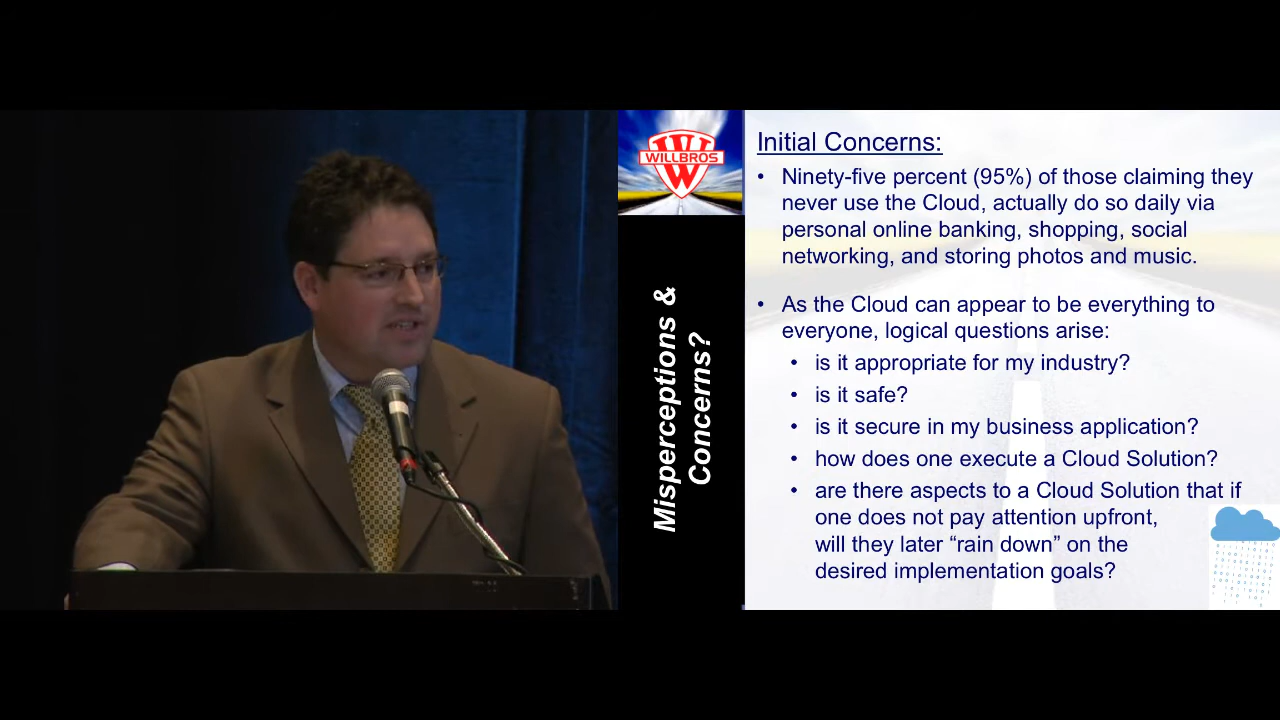 WILLBROS
Misperceptions &
Concerns?
Initial Concerns:
• Ninety-five percent (95%) of those claiming they
never use the Cloud, actually do so daily via
personal online banking, shopping, social
networking, and storing photos and music.
• As the Cloud can appear to be everything to
everyone, logical questions arise:
• is it appropriate for my industry?
• is it safe?
• is it secure in my business application?
• how does one execute a Cloud Solution?
• are there aspects to a Cloud Solution that if
one does not pay attention upfront,
will they later “rain down” on the
desired implementation goals?